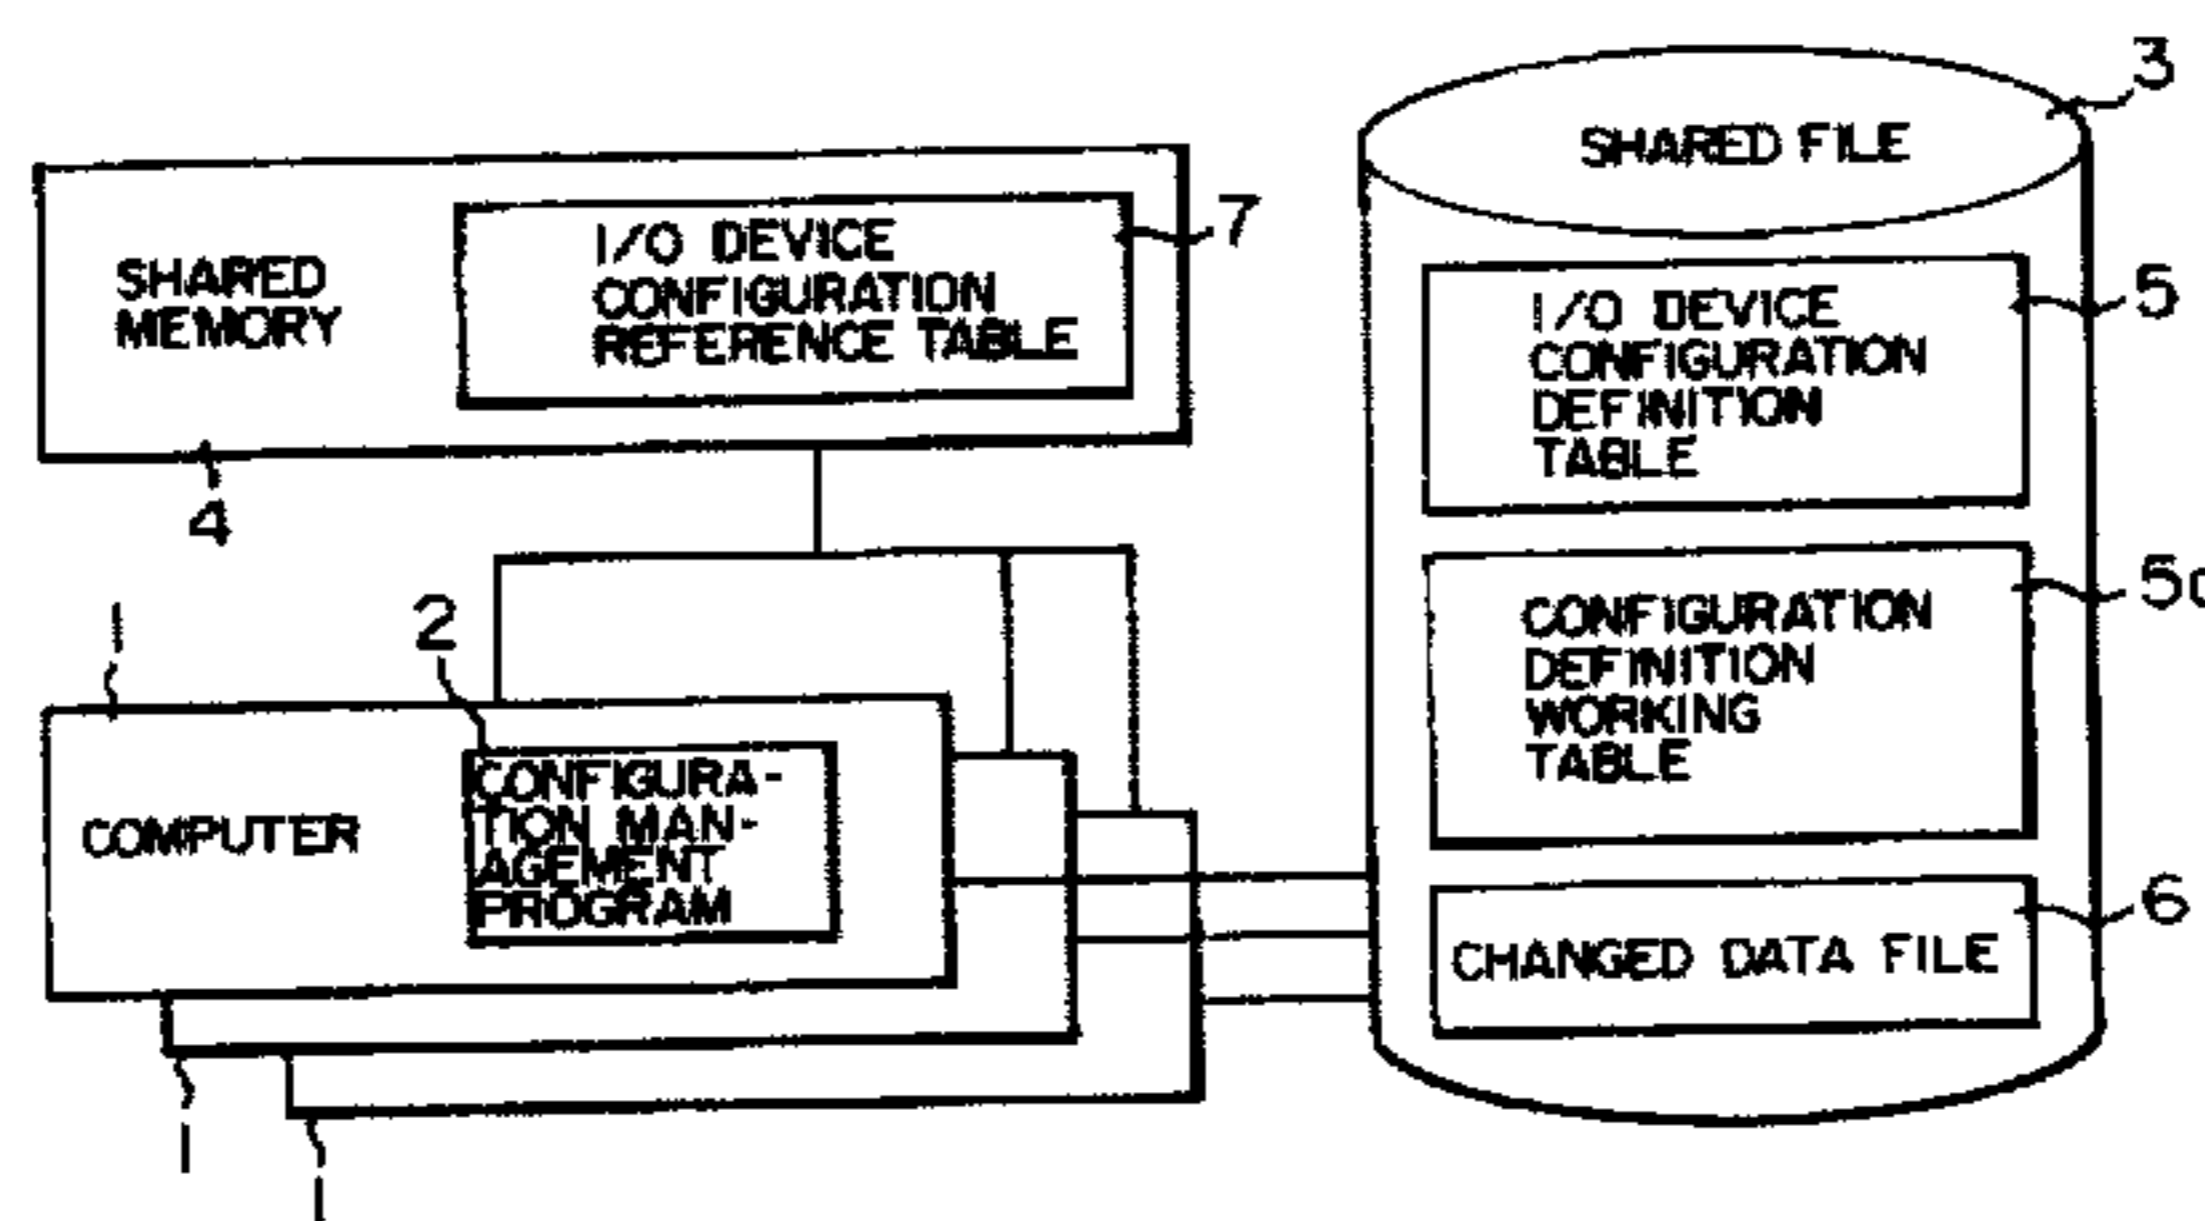 3
SHARED FILE
7
I/O DEVICE
CONFIGURATION
REFERENCE TABLE
SHARED
MEMORY
4
5
I/O DEVICE
CONFIGURATION
DEFINITION
TABLE
CONFIGURATION
DEFINITION
WORKING
TABLE
1
2
COMPUTER
CONFIGURA-
TION MAN-
AGEMENT
PROGRAM
6
CHANGED DATA FILE
1
1